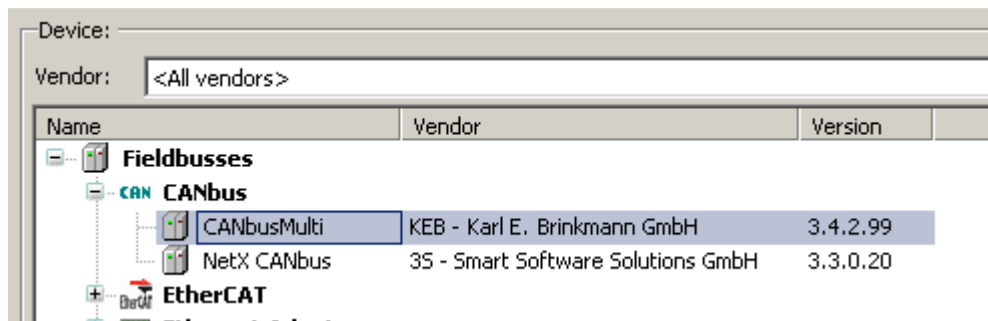 Device:
Vendor: <All vendors>
Name Vendor Version
Fieldbusses
CAN CANbus
CANbusMulti KEB - Karl E. Brinkmann GmbH 3.4.2.99
NetX CANbus 3S - Smart Software Solutions GmbH 3.3.0.20
EtherCAT EtherCAT